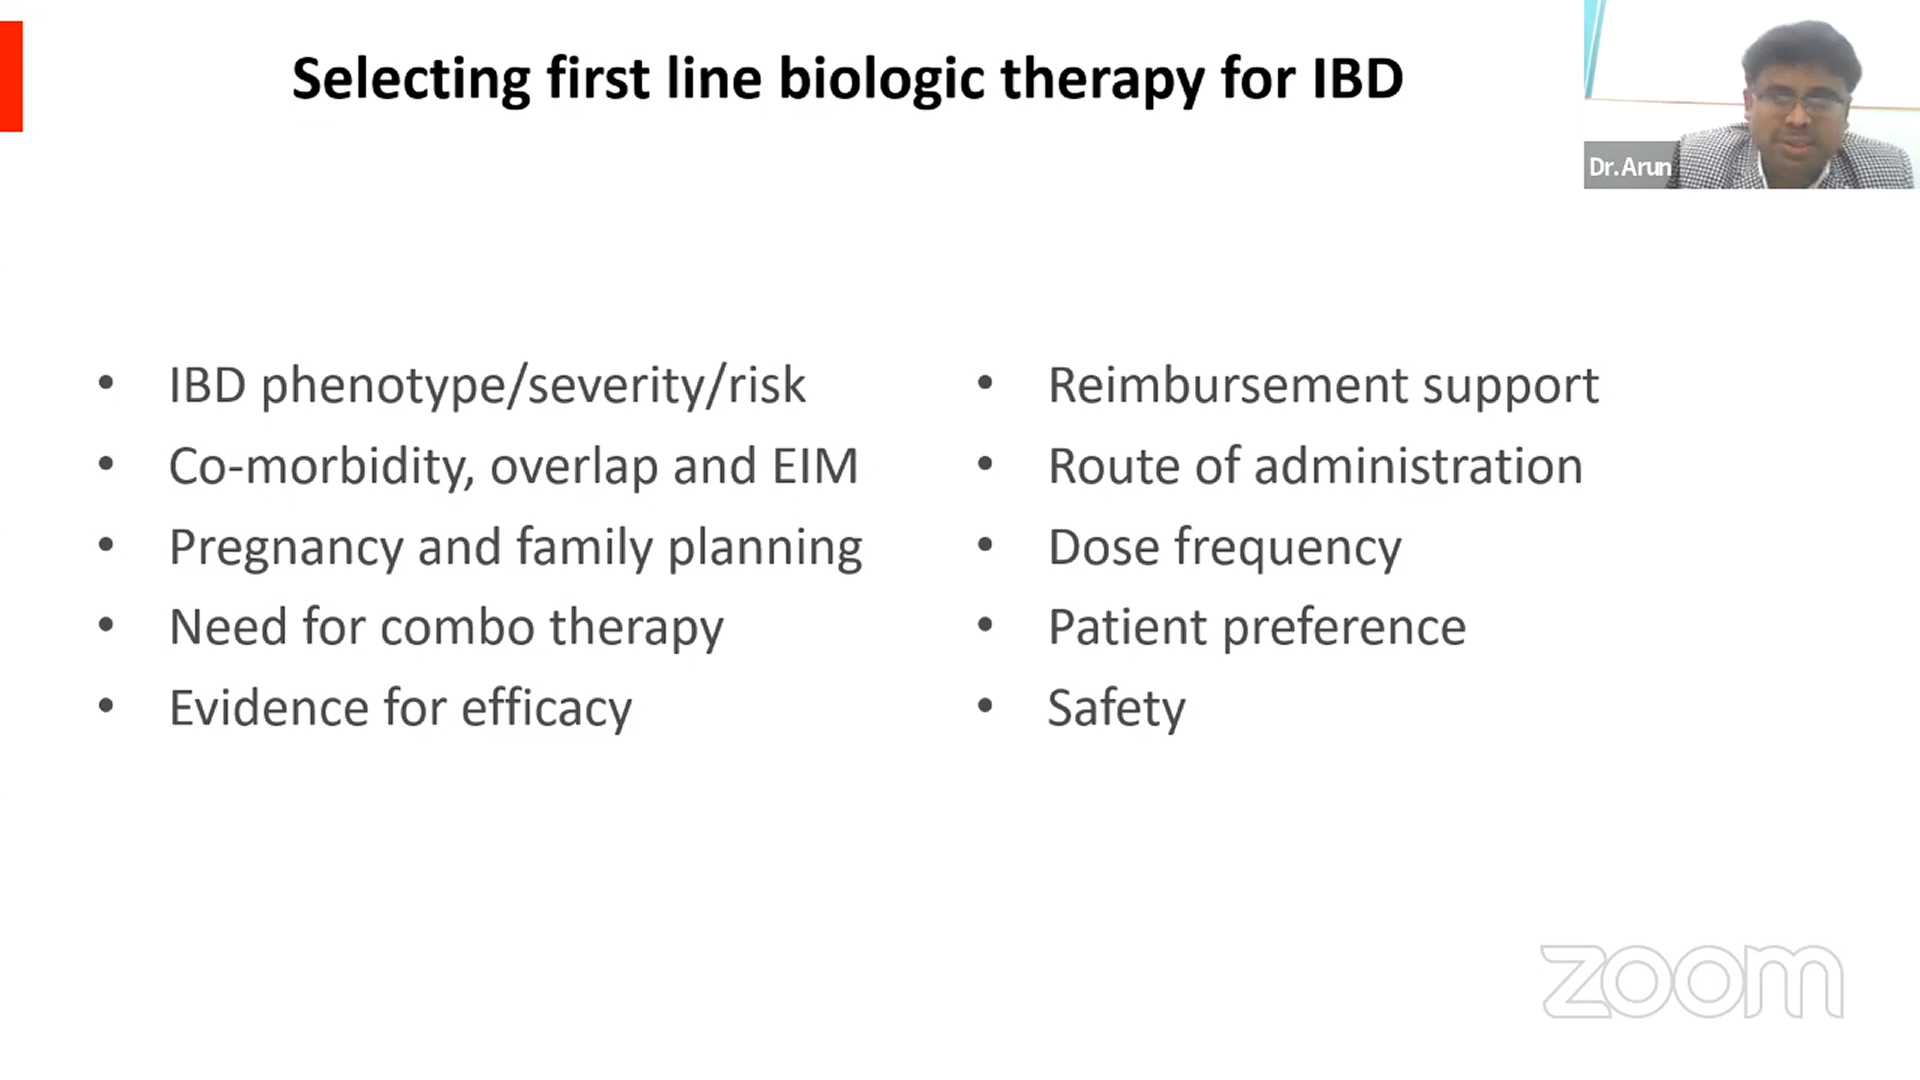 Selecting first line biologic therapy for IBD
Dr. Arun
• IBD phenotype/severity/risk
• Co-morbidity, overlap and EIM
• Pregnancy and family planning
• Need for combo therapy
• Evidence for efficacy
• Reimbursement support
• Route of administration
• Dose frequency
• Patient preference
• Safety
zoom